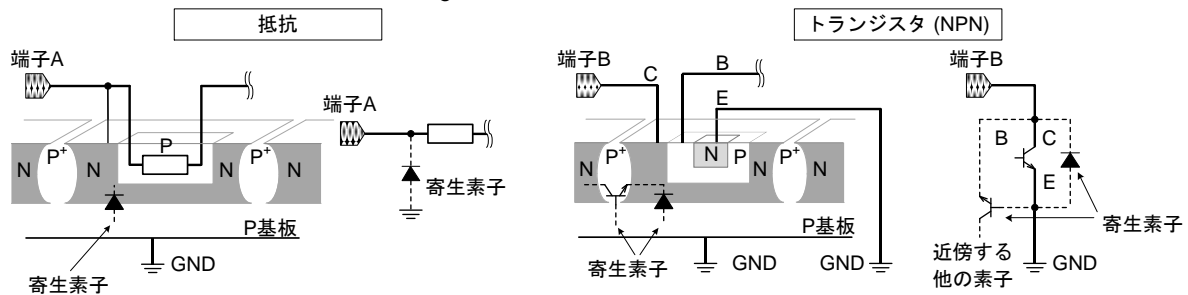 抵抗
端子A
P
N
P+
N
N
P+
N
P基板
寄生素子
GND
端子A
寄生素子
トランジスタ (NPN)
端子B
C
B
E
N
P+
N
N
P
N
P+
N
P基板
寄生素子
GND
GND
端子B
B
C
E
寄生素子
近傍する
他の素子
GND